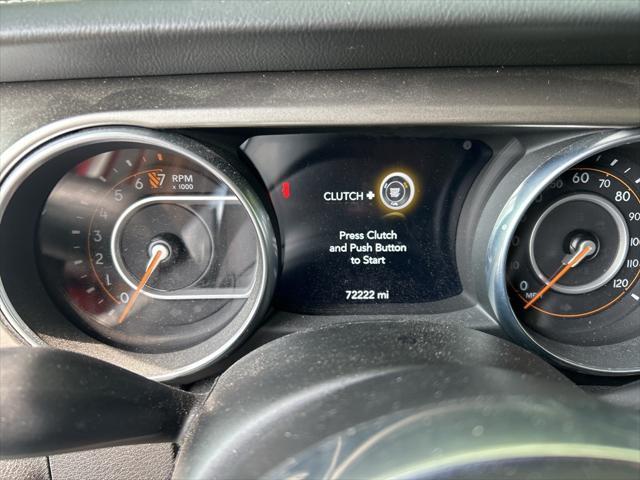 7
6
5
4
3
2
1
0
RPM
x 1000
CLUTCH +
Press Clutch
and Push Button
to Start
72222 mi
0
60
70
80
90
100
110
120
MPH